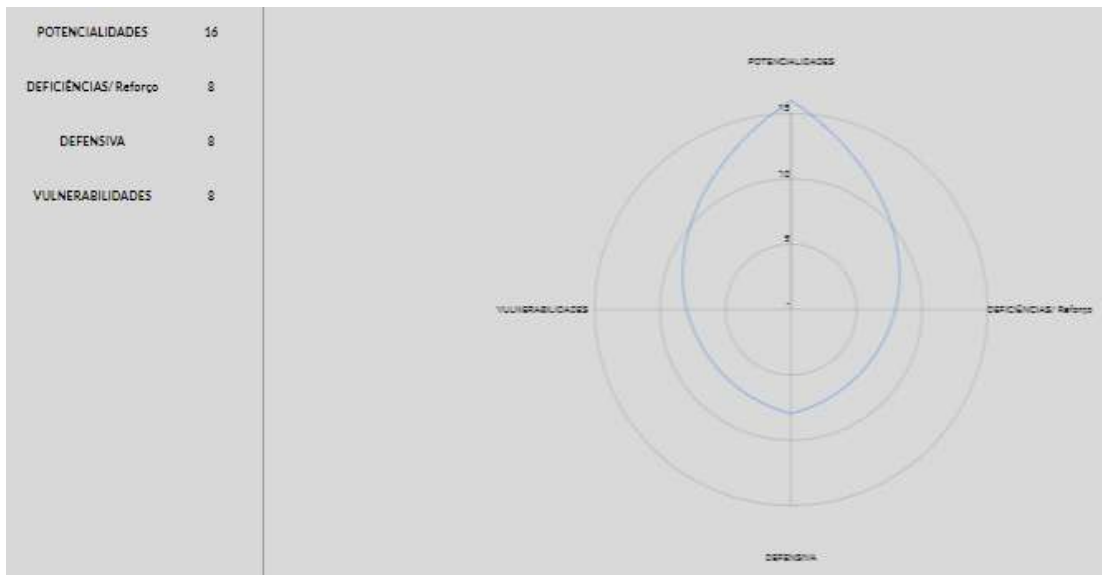 POTENCIALIDADES 16
DEFICIÊNCIAS/ Reforço 8
DEFENSIVA 8
VULNERABILIDADES 8
POTENCIALIDADES
15
10
5
VULNERABILIDADES
DEFICIÊNCIAS/ Reforço
DEFENSIVA